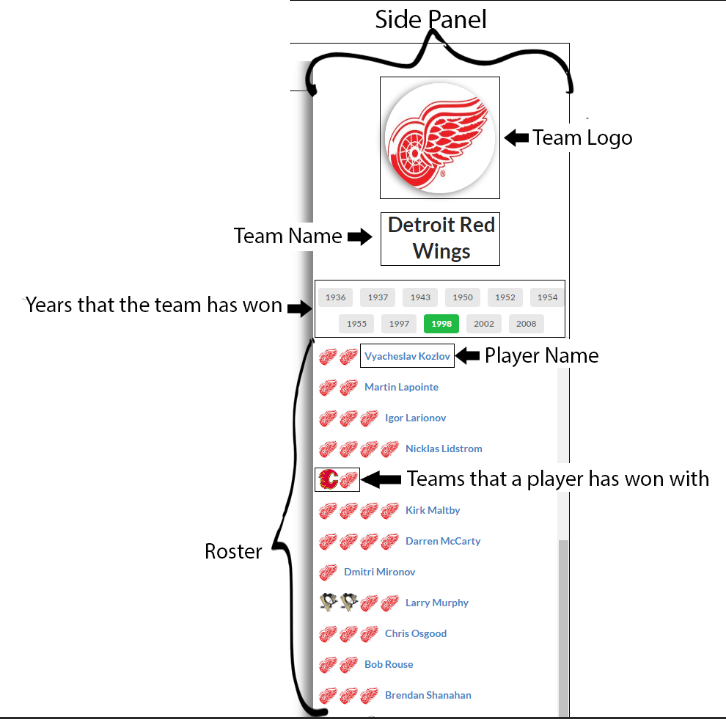 Side Panel
®
Team Logo
Team Name
Detroit Red
Wings
Years that the team has won
1936 1937 1943 1950 1952 1954
1955 1997 1998 2002 2008
Vyacheslav Kozlov
Player Name
Martin Lapointe
Igor Larionov
Nicklas Lidstrom
Teams that a player has won with
Kirk Maltby
Roster
Darren McCarty
Dmitri Mironov
Larry Murphy
Chris Osgood
Bob Rouse
Brendan Shanahan